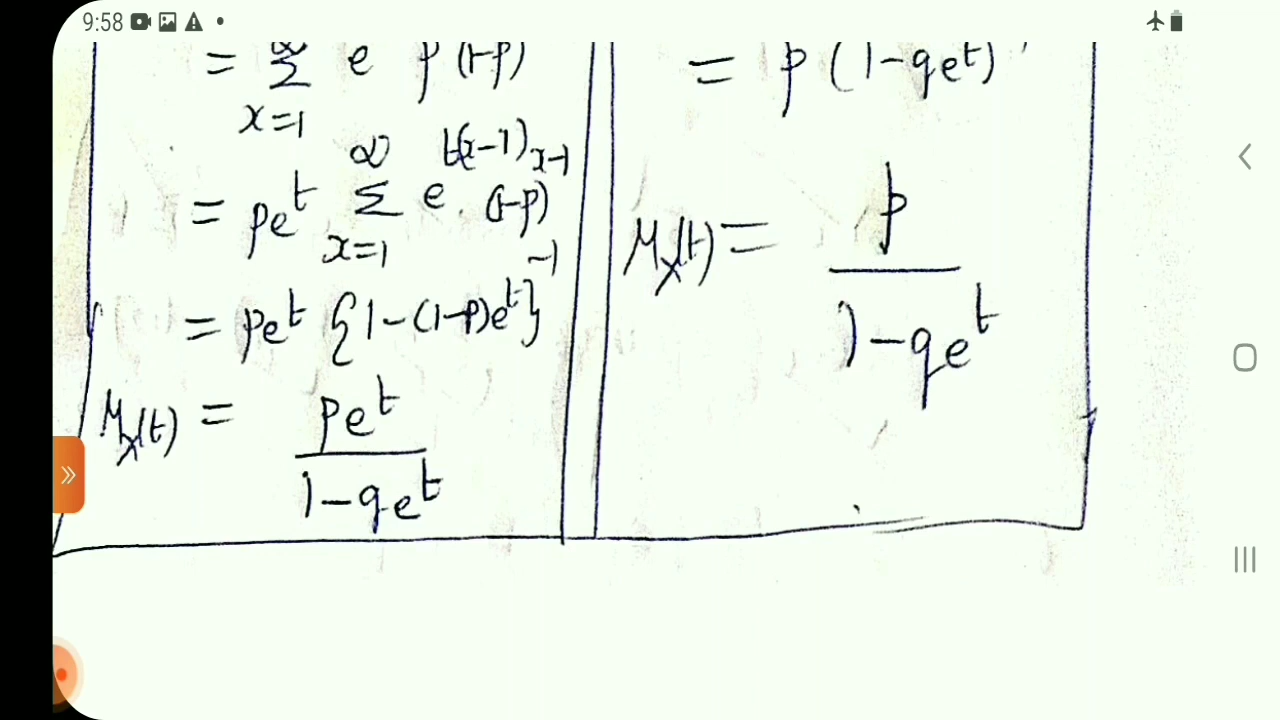 9:58
= Σ e p (1-p)
x=1
∞ t(x-1) x-1
= pe^t Σ e . (1-p)
x=1
= pe^t {1-(1-p)e^t}^-1
M_X(t) = pe^t
1-qe^t
= p (1-qe^t)
M_X(t) = p
1-qe^t